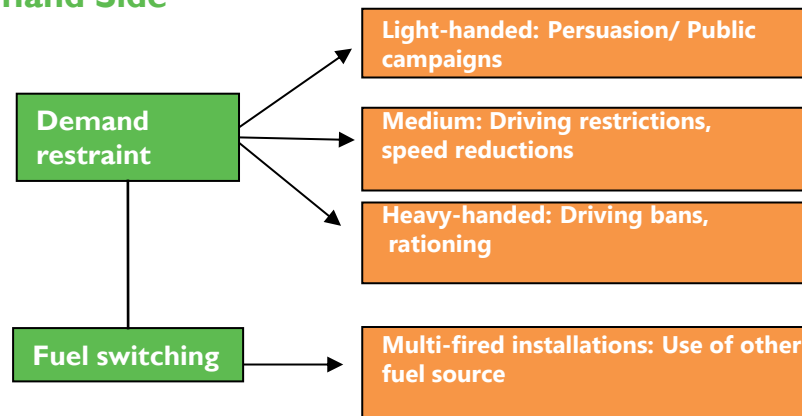 Side
Light-handed: Persuasion/ Public
campaigns
Demand
restraint
Medium: Driving restrictions,
speed reductions
Heavy-handed: Driving bans,
rationing
Fuel switching
Multi-fired installations: Use of other
fuel source